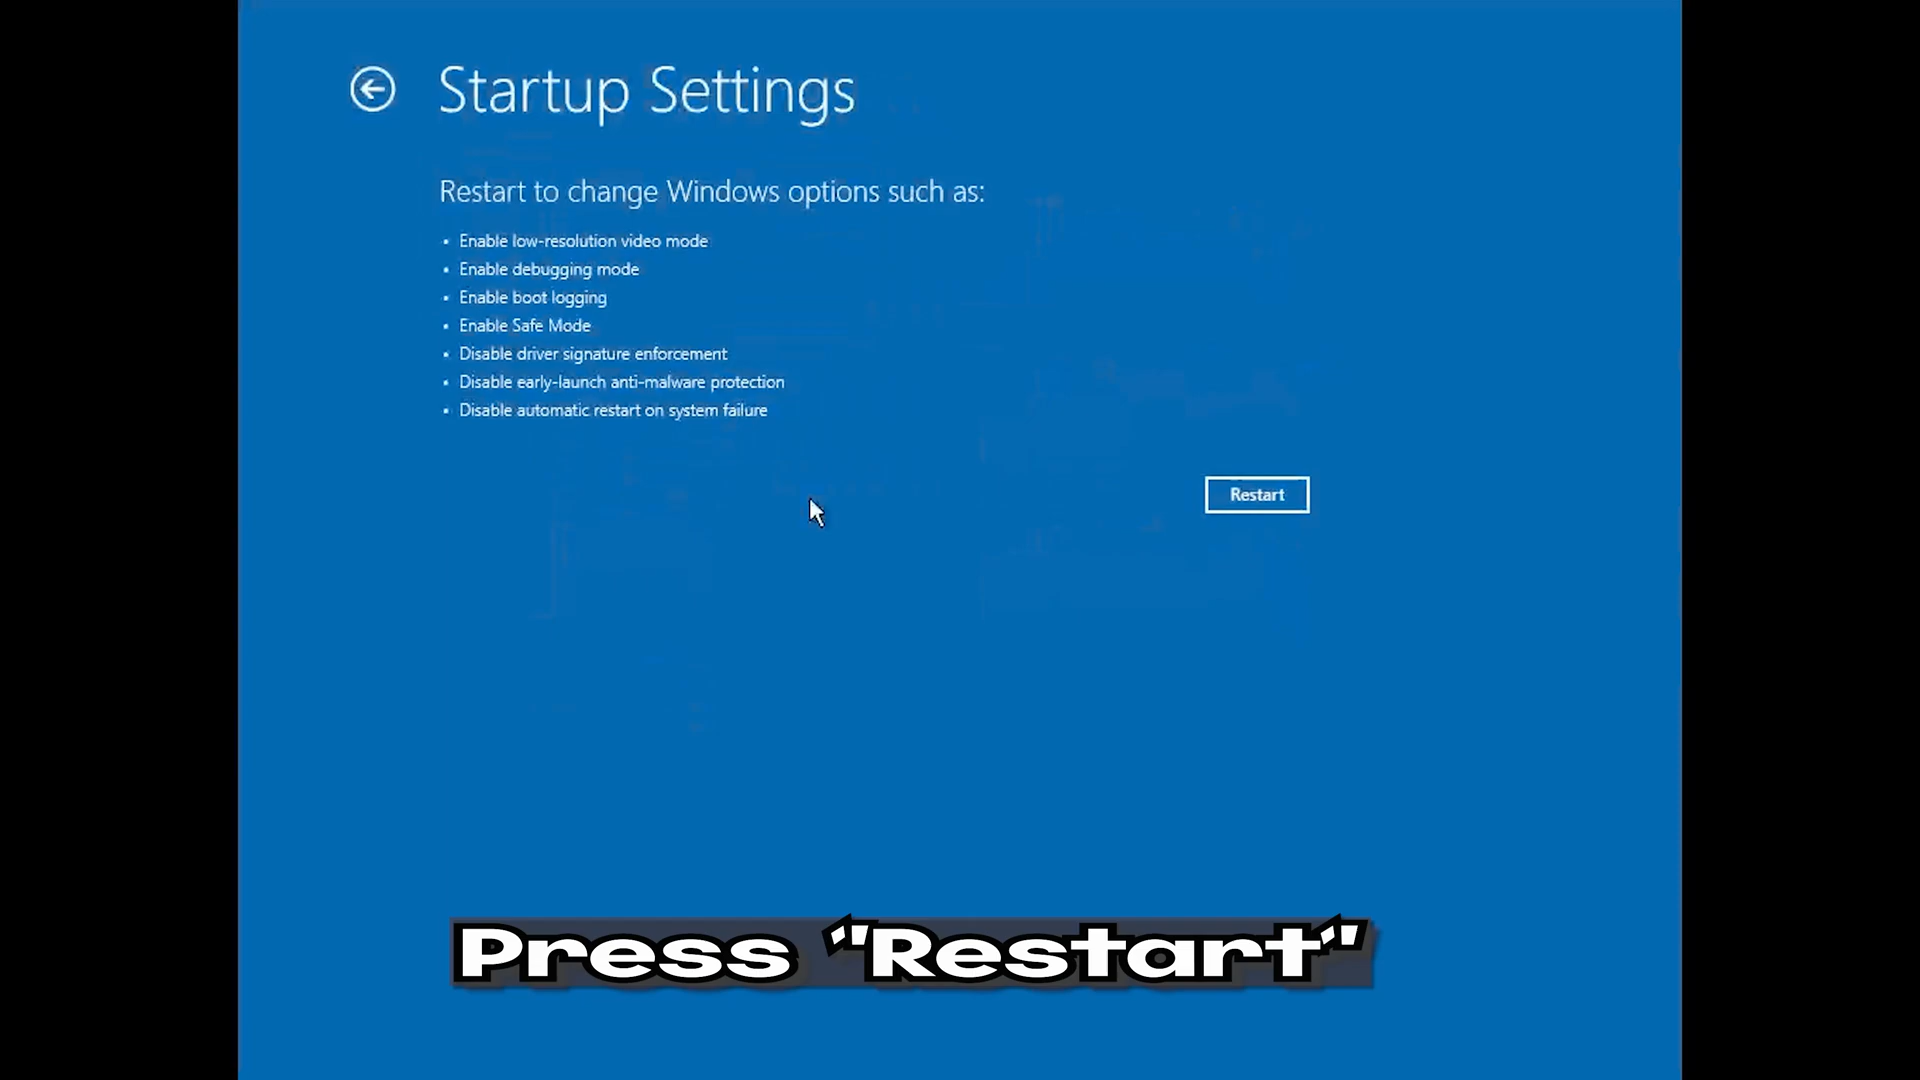 Startup Settings
Restart to change Windows options such as:
• Enable low-resolution video mode
• Enable debugging mode
• Enable boot logging
• Enable Safe Mode
• Disable driver signature enforcement
• Disable early-launch anti-malware protection
• Disable automatic restart on system failure
Restart
Press "Restart"